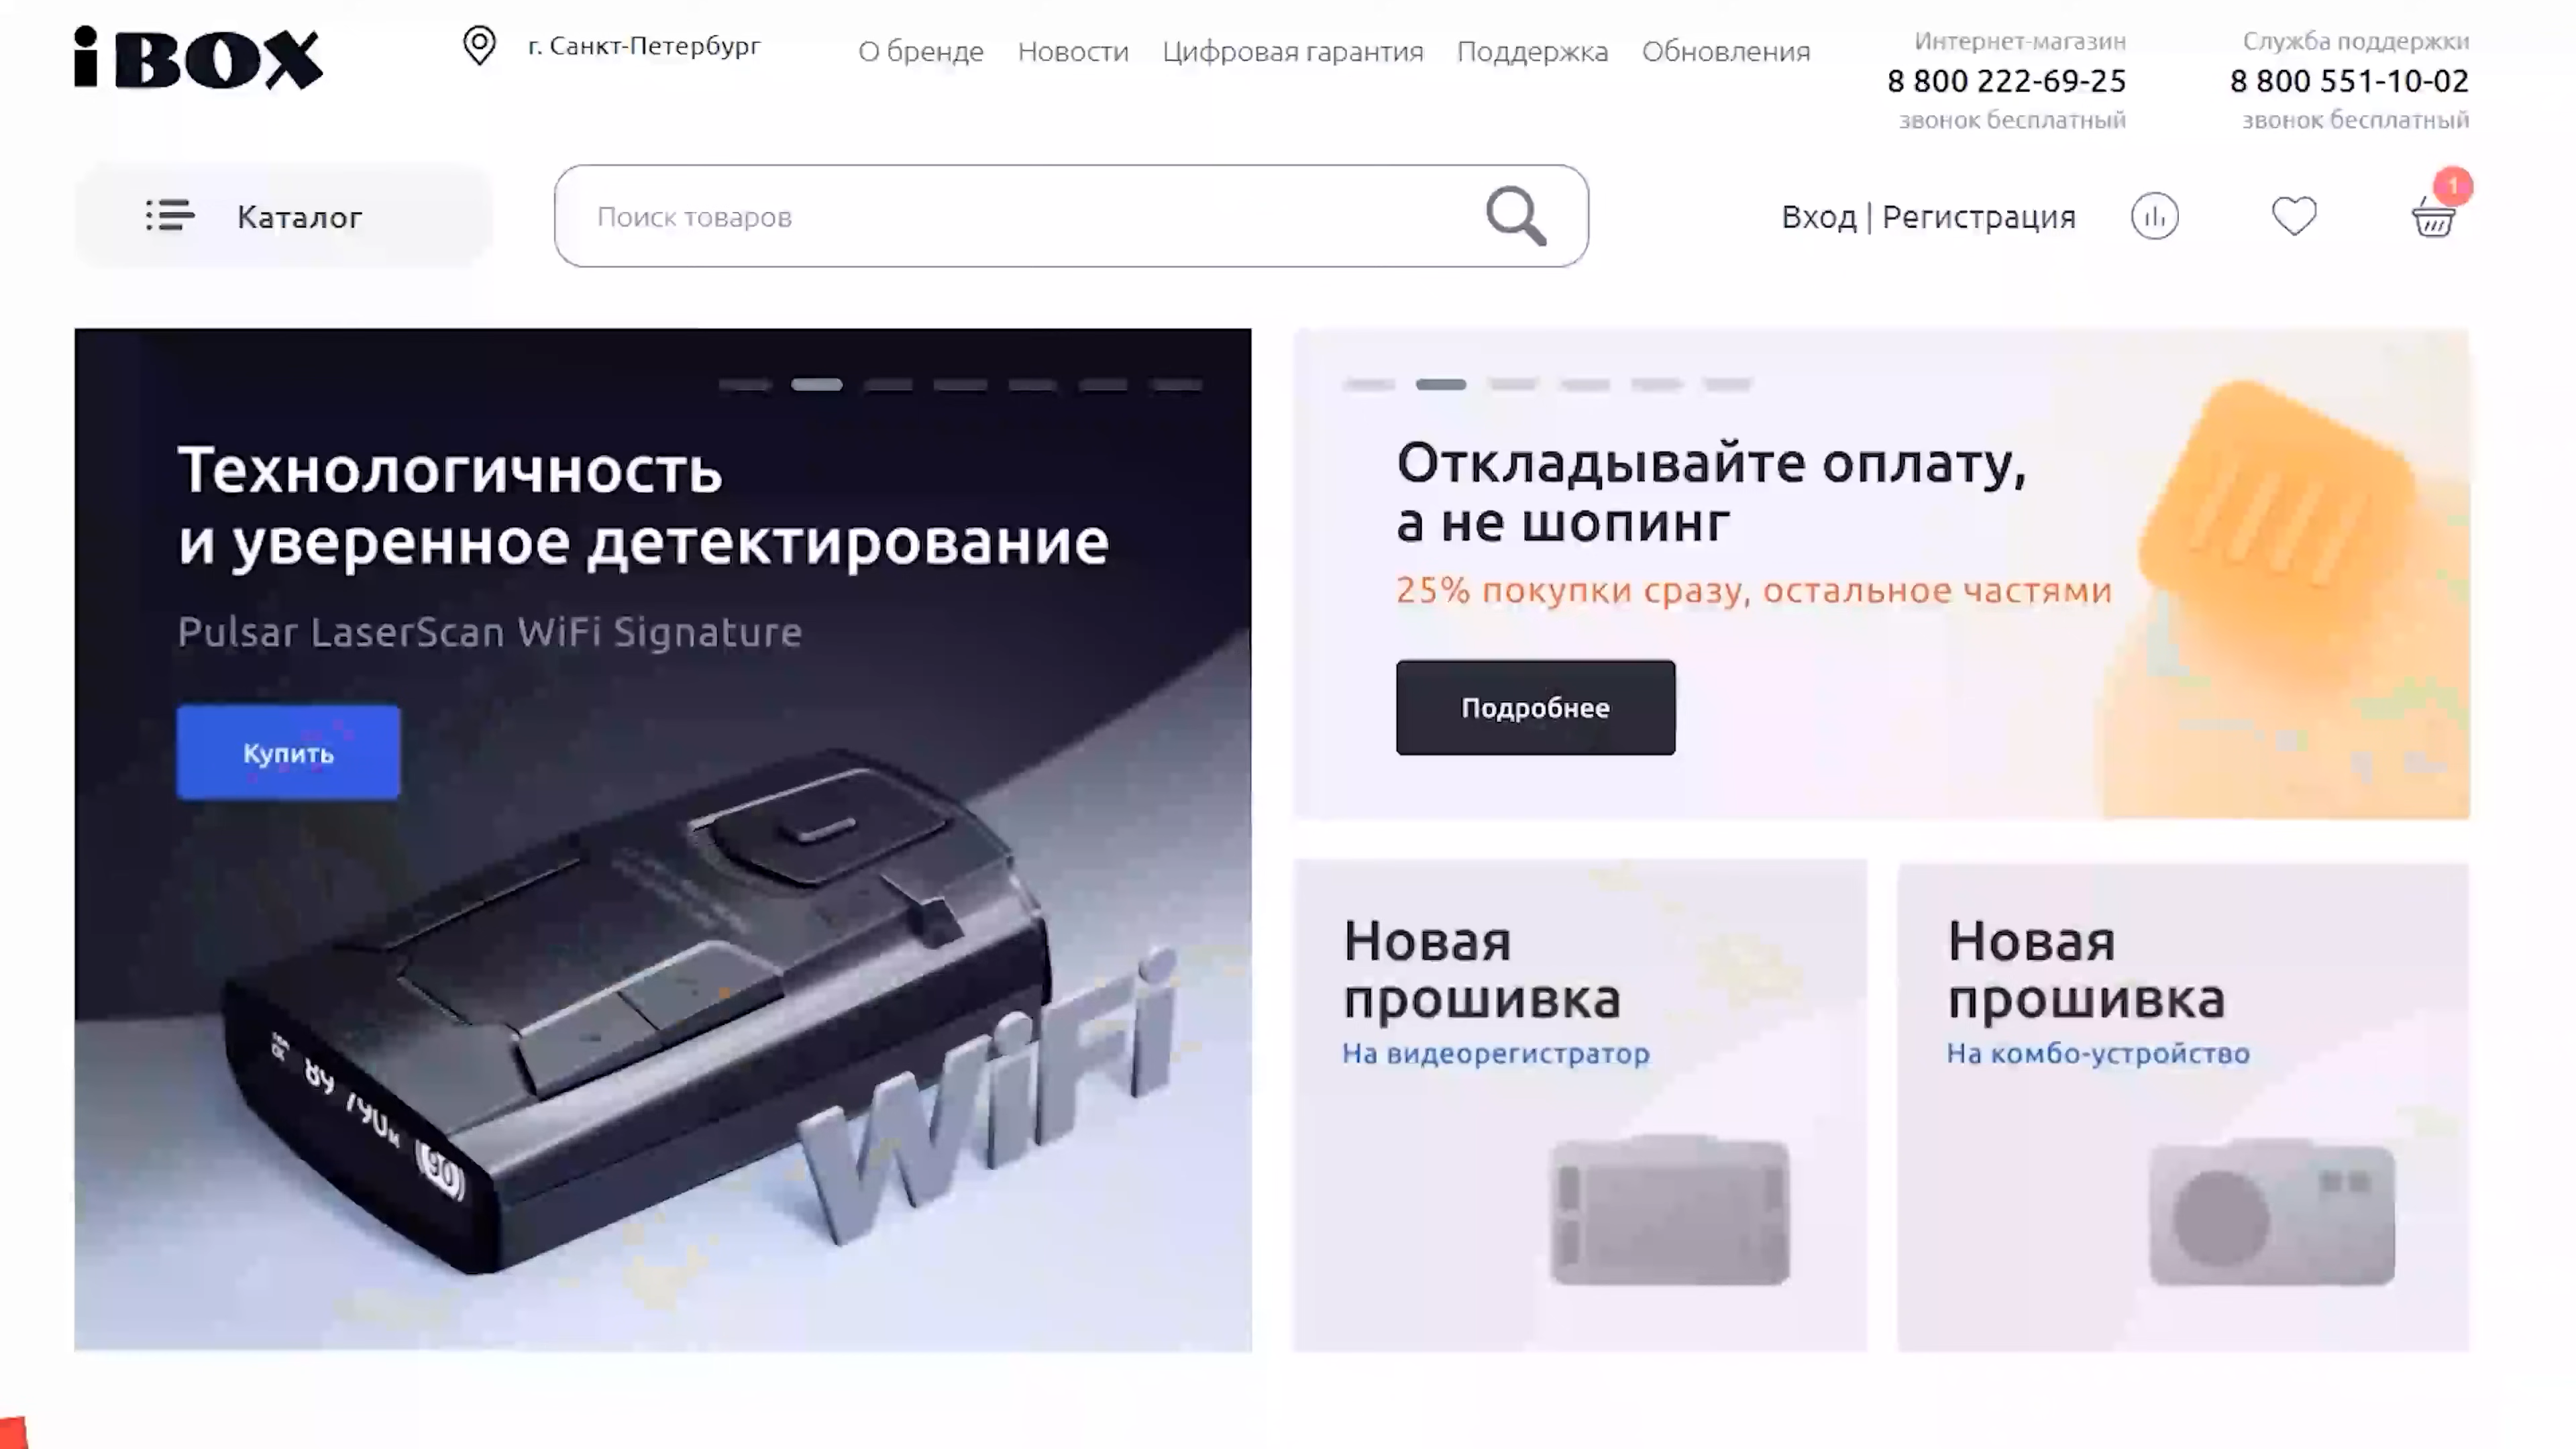 iBOX
г. Санкт-Петербург
О бренде Новости Цифровая гарантия Поддержка Обновления
Интернет-магазин
8 800 222-69-25
звонок бесплатный
Служба поддержки
8 800 551-10-02
звонок бесплатный
Каталог
Поиск товаров
Вход | Регистрация
1
Технологичность
и уверенное детектирование
Pulsar LaserScan WiFi Signature
Купить
89 790м (90)
WiFi
Откладывайте оплату,
а не шопинг
25% покупки сразу, остальное частями
Подробнее
Новая
прошивка
На видеорегистратор
Новая
прошивка
На комбо-устройство